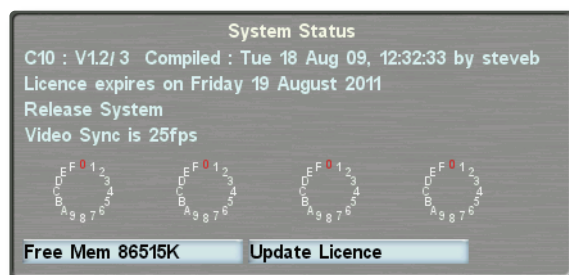 System Status
C10 : V1.2/ 3 Compiled : Tue 18 Aug 09, 12:32:33 by steveb
Licence expires on Friday 19 August 2011
Release System
Video Sync is 25fps
0 1 2 3 4 5 6 7 8 9 A B C D E F
0 1 2 3 4 5 6 7 8 9 A B C D E F
0 1 2 3 4 5 6 7 8 9 A B C D E F
0 1 2 3 4 5 6 7 8 9 A B C D E F
Free Mem 86515K Update Licence